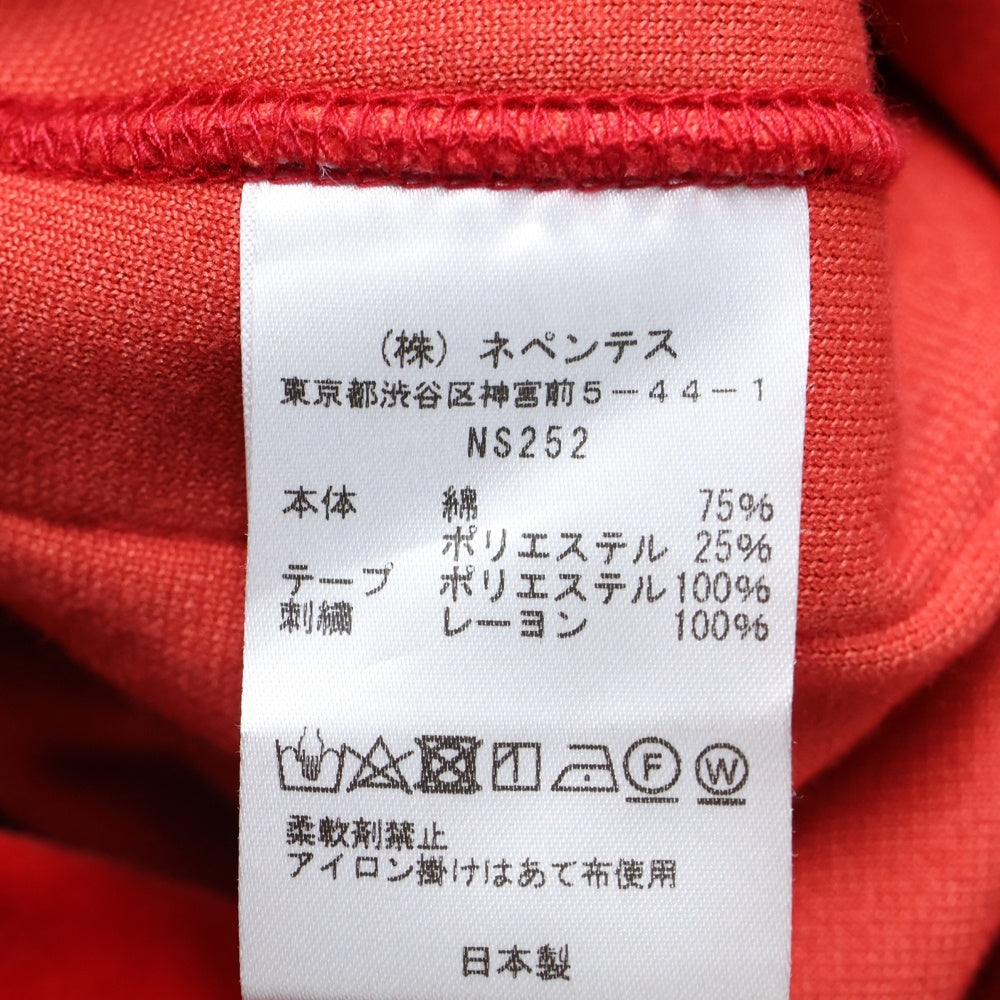 (株) ネペンテス
東京都渋谷区神宮前5-44-1
NS252
本体 綿 75%
ポリエステル 25%
テープ ポリエステル 100%
刺繍 レーヨン 100%
F W
柔軟剤禁止
アイロン掛けはあて布使用
日本製